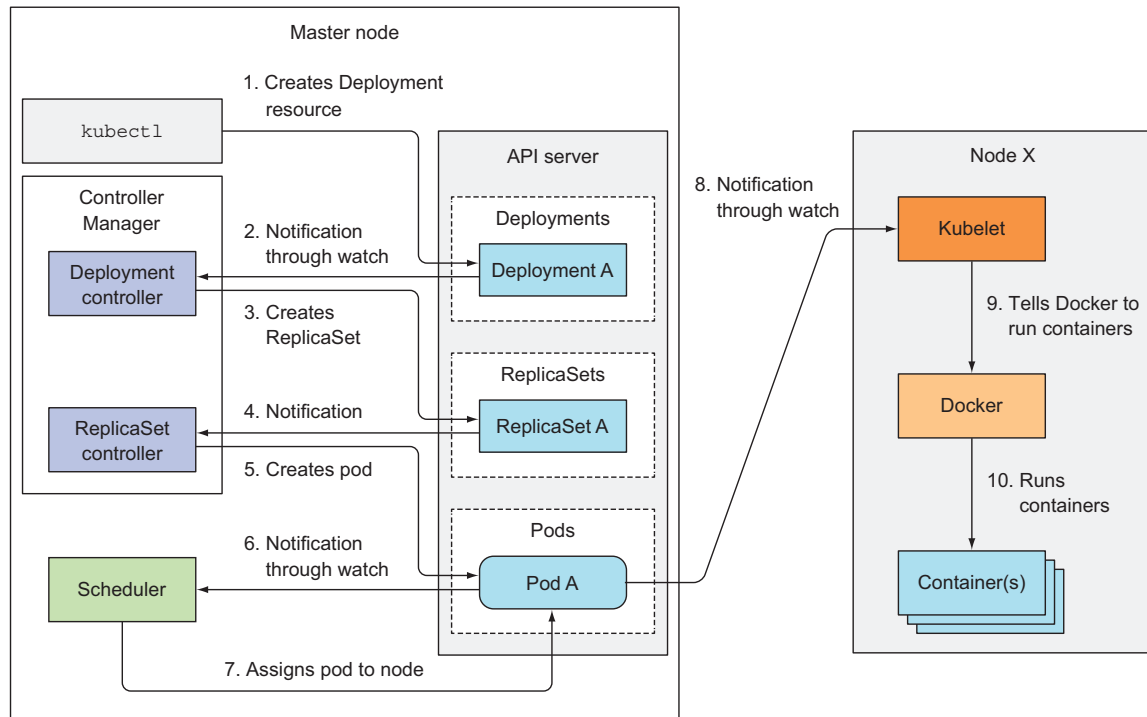 Master node
1. Creates Deployment
resource
kubectl
API server
Node X
Controller
Manager
8. Notification
through watch
Deployments
Kubelet
2. Notification
through watch
Deployment
controller
Deployment A
3. Creates
ReplicaSet
9. Tells Docker to
run containers
ReplicaSets
4. Notification
ReplicaSet
controller
ReplicaSet A
Docker
5. Creates pod
10. Runs
containers
Pods
6. Notification
through watch
Scheduler
Pod A
Container(s)
7. Assigns pod to node